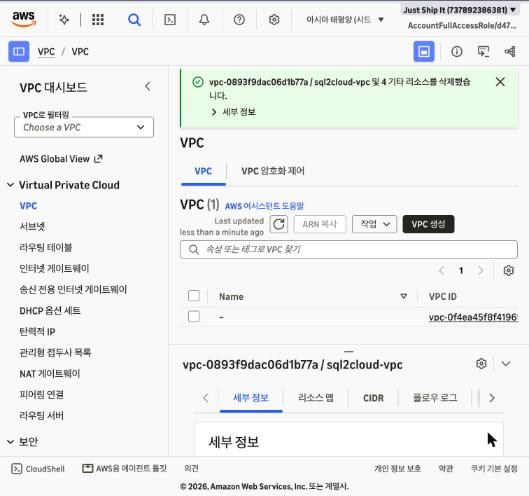 aws
아시아 태평양 (시드
Just Ship It (737892386381) ▼
AccountFullAccessRole/d47...
VPC / VPC
VPC 대시보드
VPC로 필터링
Choose a VPC
AWS Global View
Virtual Private Cloud
VPC
서브넷
라우팅 테이블
인터넷 게이트웨이
송신 전용 인터넷 게이트웨이
DHCP 옵션 세트
탄력적 IP
관리형 접두사 목록
NAT 게이트웨이
피어링 연결
라우팅 서버
보안
vpc-0893f9dac06d1b77a / sql2cloud-vpc 및 4 기타 리소스를 삭제했습
니다.
세부 정보
VPC
VPC
VPC 암호화 제어
VPC (1) AWS 어시스턴트 도움말
Last updated
less than a minute ago
ARN 복사
작업
VPC 생성
속성 또는 태그로 VPC 찾기
1
Name
VPC ID
-
vpc-0f4ea45f8f4196
vpc-0893f9dac06d1b77a / sql2cloud-vpc
세부 정보
리소스 맵
CIDR
플로우 로그
세부 정보
CloudShell
AWS용 에이전트 툴킷
의견
개인 정보 보호
약관
쿠키 기본 설정
© 2026, Amazon Web Services, Inc. 또는 계열사.